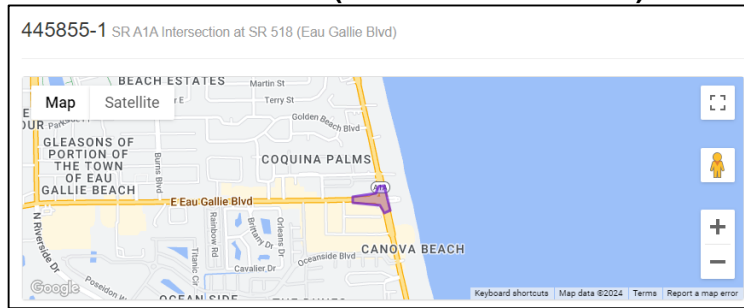 445855-1 SR A1A Intersection at SR 518 (Eau Gallie Blvd)
Map Satellite
BEACH ESTATES
Martin St
Terry St
Golden Beach Blvd
GLEASONS OF
PORTION OF
THE TOWN
OF EAU
GALLIE BEACH
Burns Blvd
COQUINA PALMS
A1A
E Eau Gallie Blvd
N Riverside Dr
Rainbow Rd
Brittany Dr
Orleans Dr
Titanic Cir
Cavalier Dr
Oceanside Blvd
CANOVA BEACH
Poseidon
OCEAN SIDE
Google
Keyboard shortcuts Map data ©2024 Terms Report a map error